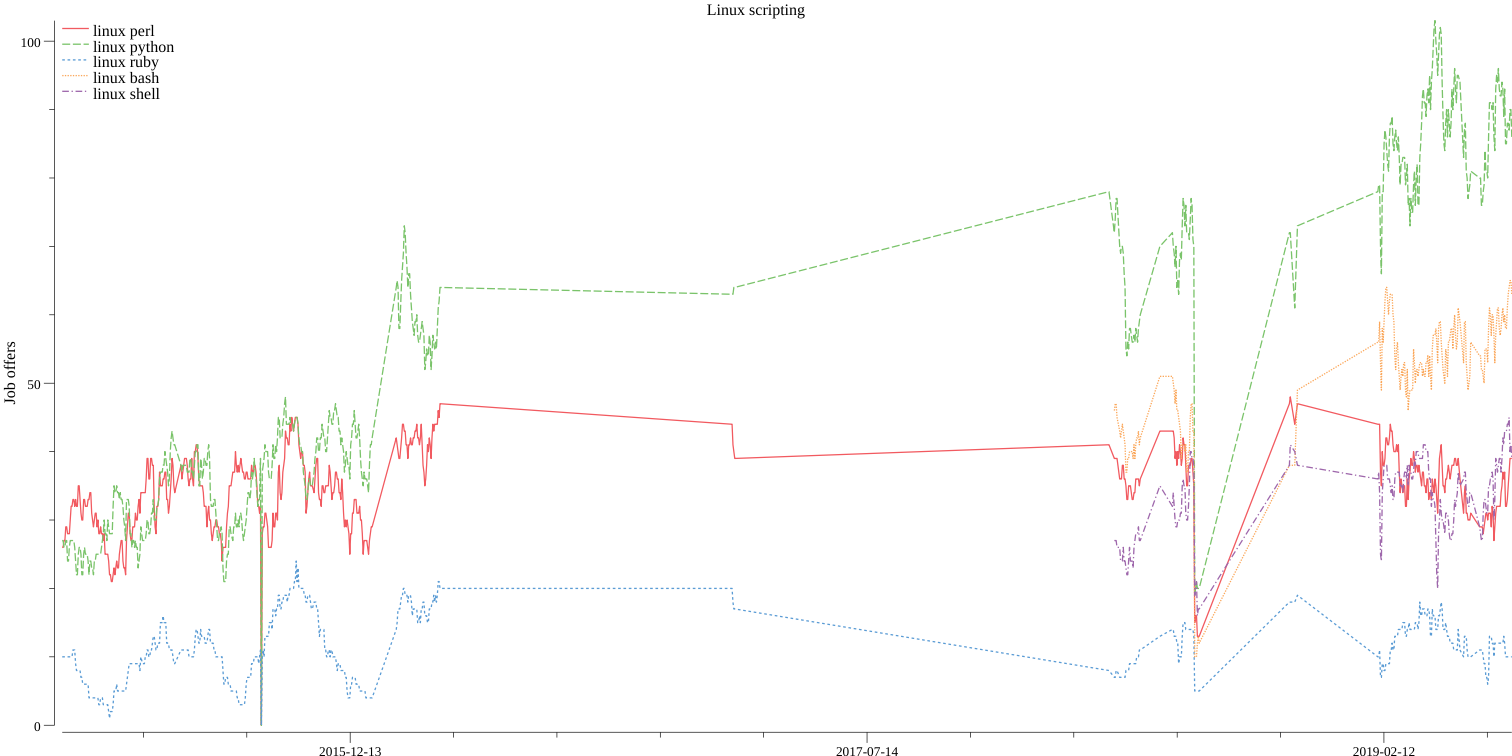 Linux scripting
linux perl
linux python
linux ruby
linux bash
linux shell
Job offers
100
50
0
2015-12-13
2017-07-14
2019-02-12